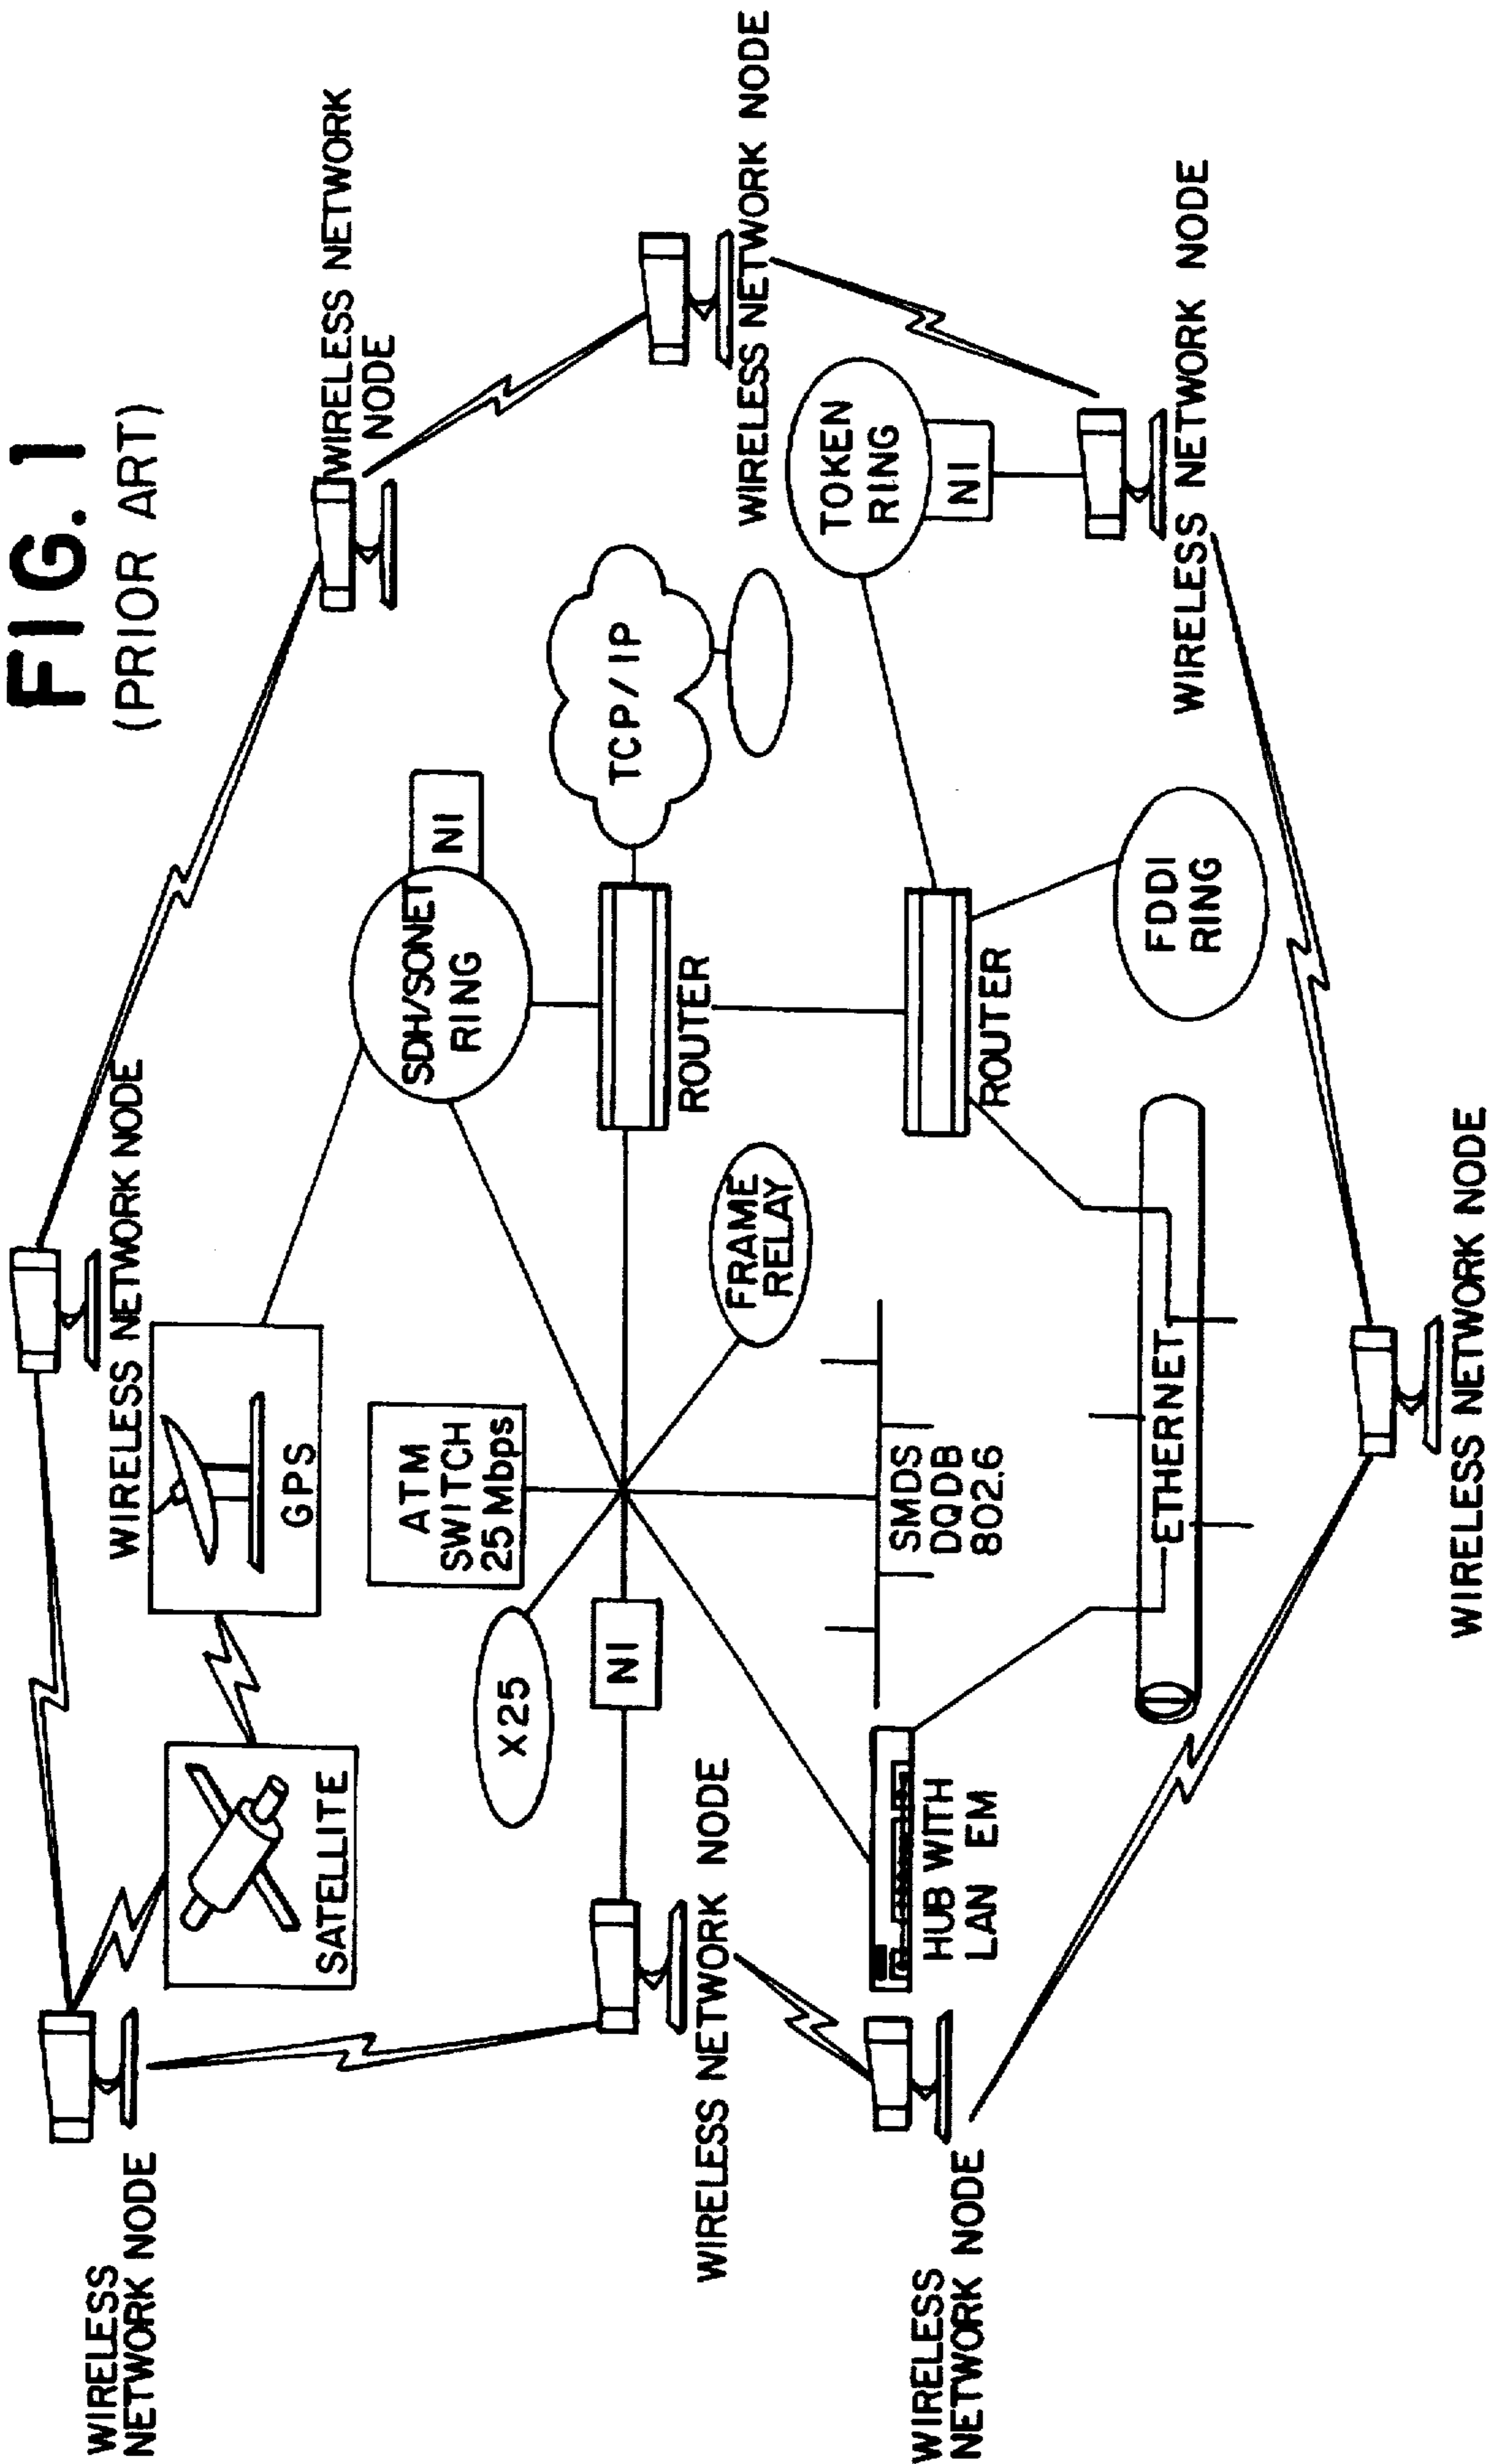 FIG. 1
(PRIOR ART)
WIRELESS
NETWORK NODE
WIRELESS NETWORK NODE
WIRELESS NETWORK
NODE
SATELLITE
GPS
ATM
SWITCH
25 Mbps
SDH/SONET
RING
NI
X25
NI
ROUTER
TCP/IP
WIRELESS NETWORK NODE
WIRELESS NETWORK NODE
FRAME
RELAY
TOKEN
RING
NI
HUB WITH
LAN EM
SMDS
DQDB
802.6
ROUTER
WIRELESS
NETWORK NODE
ETHERNET
FDDI
RING
WIRELESS NETWORK NODE
WIRELESS NETWORK NODE